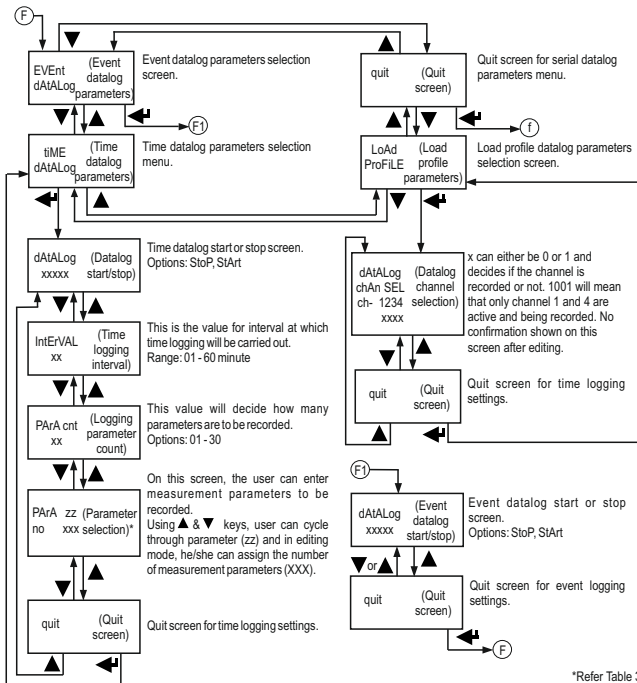 F
EVEnt (Event
dAtALog datalog
parameters)
Event datalog parameters selection
screen.
F1
tiME (Time
dAtALog datalog
parameters)
Time datalog parameters selection
menu.
dAtALog (Datalog
xxxxx start/stop)
Time datalog start or stop screen.
Options: StoP, StArt
IntErVAL (Time
xx logging
interval)
This is the value for interval at which
time logging will be carried out.
Range: 01 - 60 minute
PArA cnt (Logging
xx parameter
count)
This value will decide how many
parameters are to be recorded.
Options: 01 - 30
PArA zz (Parameter
no xxx selection)*
On this screen, the user can enter
measurement parameters to be
recorded.
Using ▲ & ▼ keys, user can cycle
through parameter (zz) and in editing
mode, he/she can assign the number
of measurement parameters (XXX).
quit (Quit
screen)
Quit screen for time logging settings.
quit (Quit
screen)
Quit screen for serial datalog
parameters menu.
f
LoAd (Load
ProFiLE profile
parameters)
Load profile datalog parameters
selection screen.
dAtALog (Datalog
chAn SEL channel
ch- 1234 selection)
xxxx
x can either be 0 or 1 and
decides if the channel is
recorded or not. 1001 will mean
that only channel 1 and 4 are
active and being recorded. No
confirmation shown on this
screen after editing.
quit (Quit
screen)
Quit screen for time logging
settings.
F1
dAtALog (Event
xxxxx datalog
start/stop)
Event datalog start or stop
screen.
Options: StoP, StArt
▼ or ▲
quit (Quit
screen)
Quit screen for event logging
settings.
F
*Refer Table 3